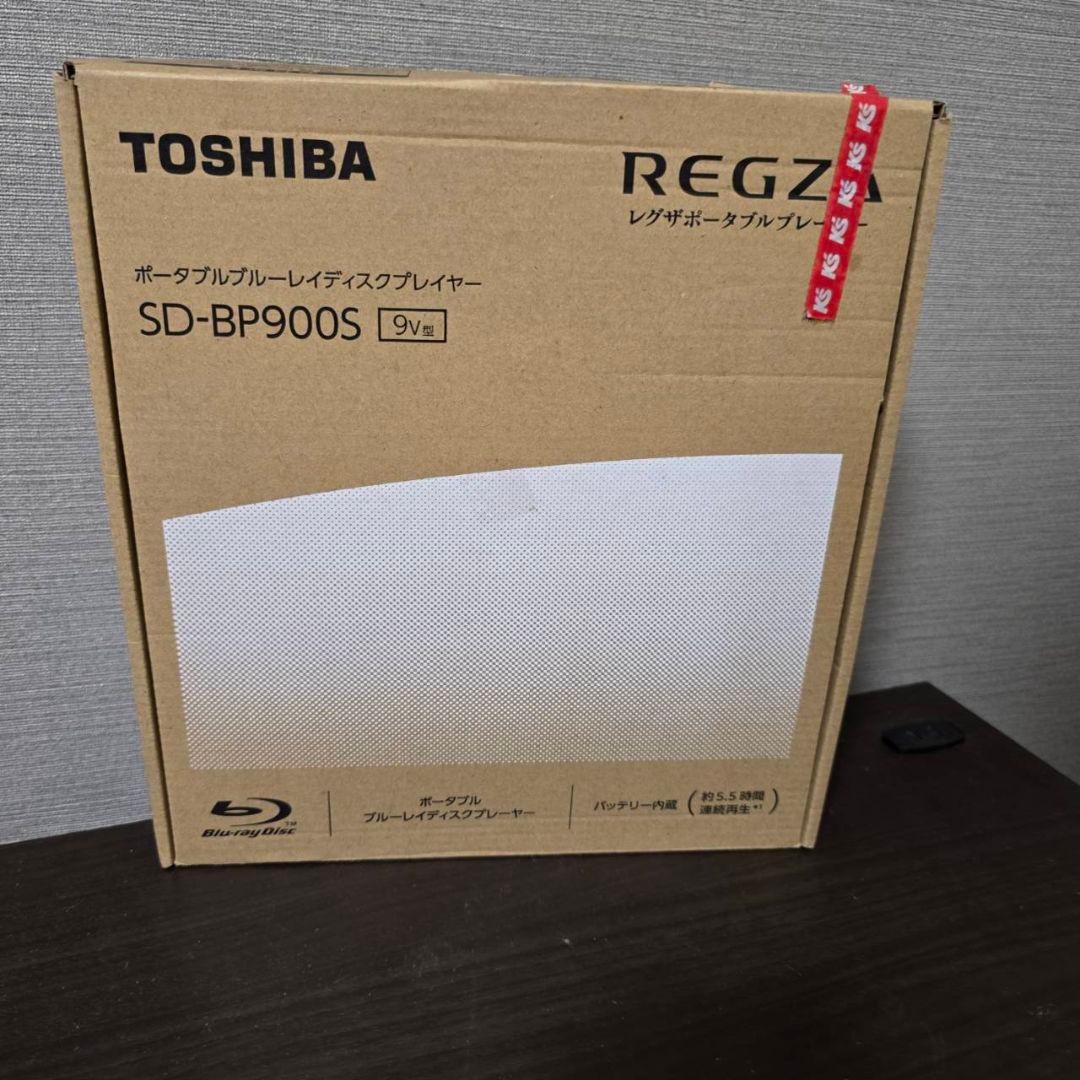 TOSHIBA
REGZA
レグザポータブルプレーヤー
ポータブルブルーレイディスクプレイヤー
SD-BP900S 9V型
K'S K'S K'S K'S K'S K'S K'S
Blu-ray Disc™
ポータブル
ブルーレイディスクプレーヤー
バッテリー内蔵
(約5.5時間
連続再生*1)